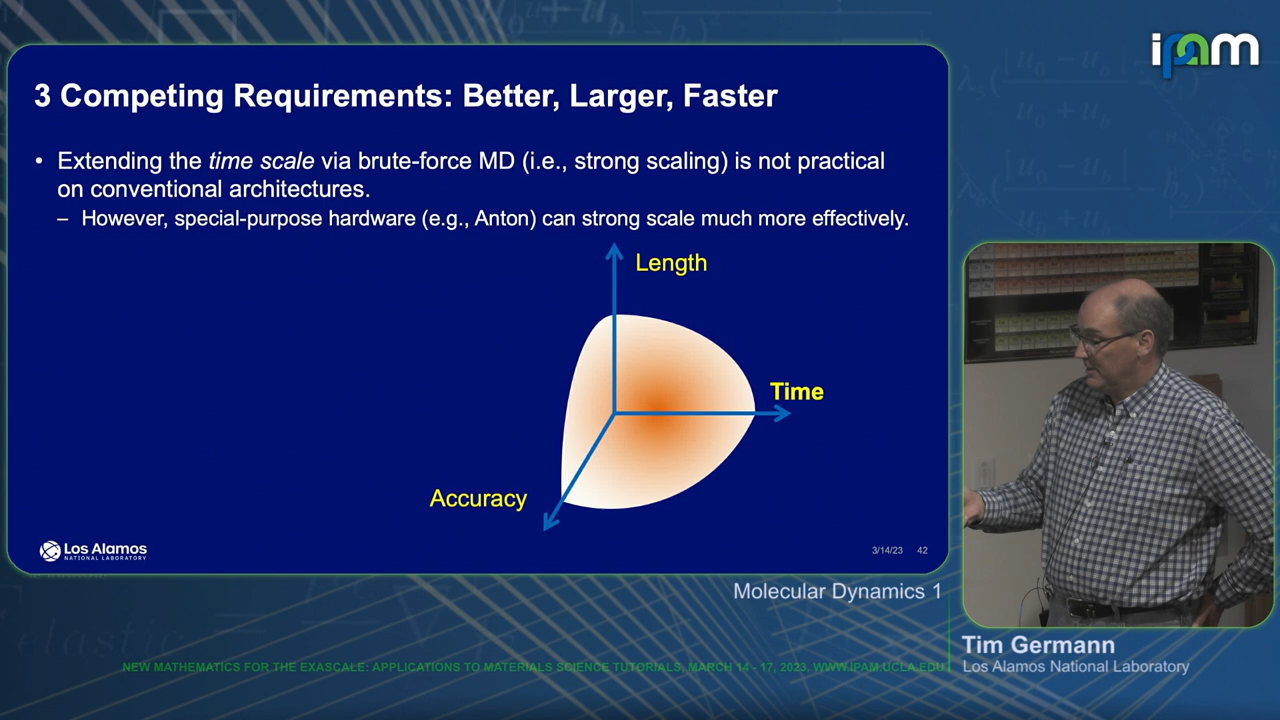 ipam
3 Competing Requirements: Better, Larger, Faster
• Extending the time scale via brute-force MD (i.e., strong scaling) is not practical
on conventional architectures.
– However, special-purpose hardware (e.g., Anton) can strong scale much more effectively.
Length
Time
Accuracy
Los Alamos
NATIONAL LABORATORY
3/14/23 42
Molecular Dynamics 1
Tim Germann
Los Alamos National Laboratory
NEW MATHEMATICS FOR THE EXASCALE: APPLICATIONS TO MATERIALS SCIENCE TUTORIALS, MARCH 14 - 17, 2023, WWW.IPAM.UCLA.EDU
elastic